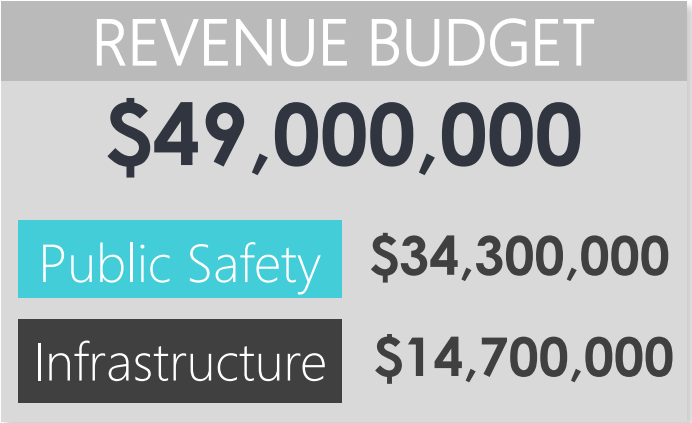 REVENUE BUDGET
$49,000,000
Public Safety $34,300,000
Infrastructure $14,700,000